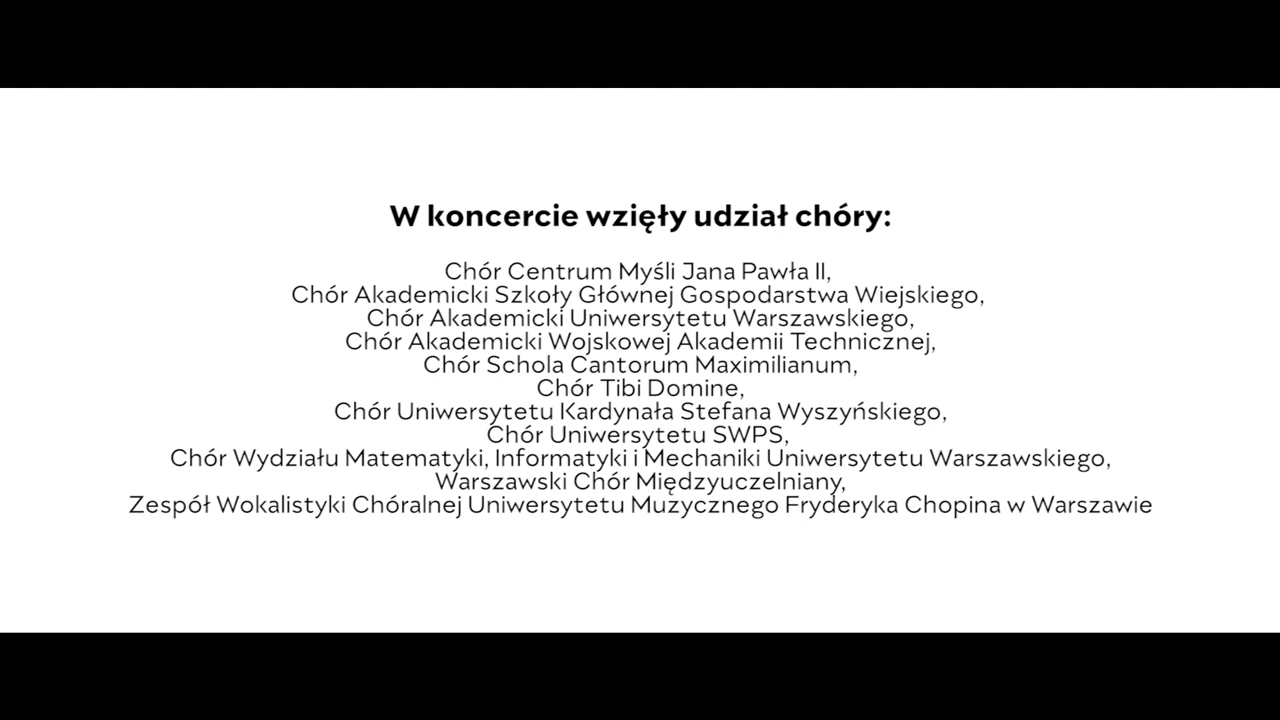 W koncercie wzięły udział chóry:
Chór Centrum Myśli Jana Pawła II,
Chór Akademicki Szkoły Głównej Gospodarstwa Wiejskiego,
Chór Akademicki Uniwersytetu Warszawskiego,
Chór Akademicki Wojskowej Akademii Technicznej,
Chór Schola Cantorum Maximilianum,
Chór Tibi Domine,
Chór Uniwersytetu Kardynała Stefana Wyszyńskiego,
Chór Uniwersytetu SWPS,
Chór Wydziału Matematyki, Informatyki i Mechaniki Uniwersytetu Warszawskiego,
Warszawski Chór Międzyuczelniany,
Zespół Wokalistyki Chóralnej Uniwersytetu Muzycznego Fryderyka Chopina w Warszawie